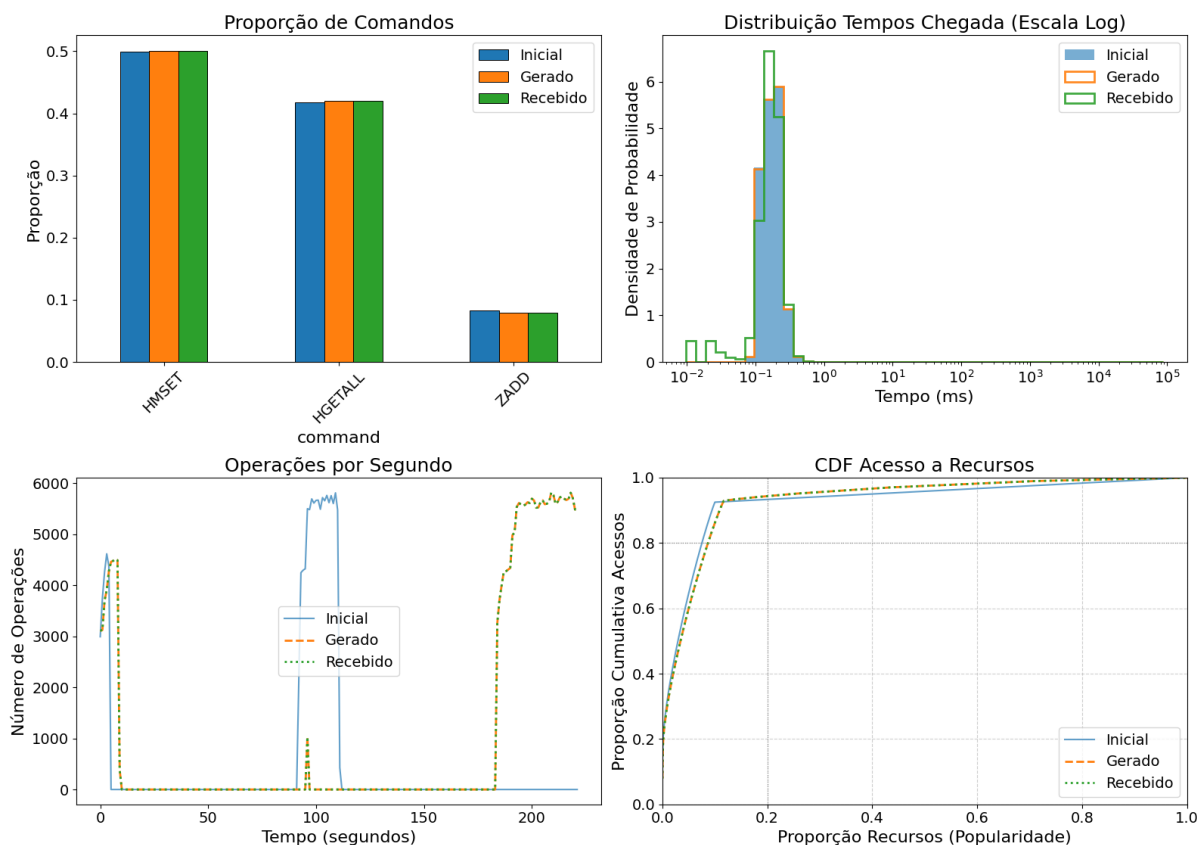 Proporção de Comandos
Proporção
0.5
0.4
0.3
0.2
0.1
0.0
Inicial
Gerado
Recebido
HMSET
HGETALL
ZADD
command
Distribuição Tempos Chegada (Escala Log)
Densidade de Probabilidade
6
5
4
3
2
1
0
Inicial
Gerado
Recebido
10⁻²
10⁻¹
10⁰
10¹
10²
10³
10⁴
10⁵
Tempo (ms)
Operações por Segundo
Número de Operações
6000
5000
4000
3000
2000
1000
0
Inicial
Gerado
Recebido
0
50
100
150
200
Tempo (segundos)
CDF Acesso a Recursos
Proporção Cumulativa Acessos
1.0
0.8
0.6
0.4
0.2
0.0
Inicial
Gerado
Recebido
0.0
0.2
0.4
0.6
0.8
1.0
Proporção Recursos (Popularidade)